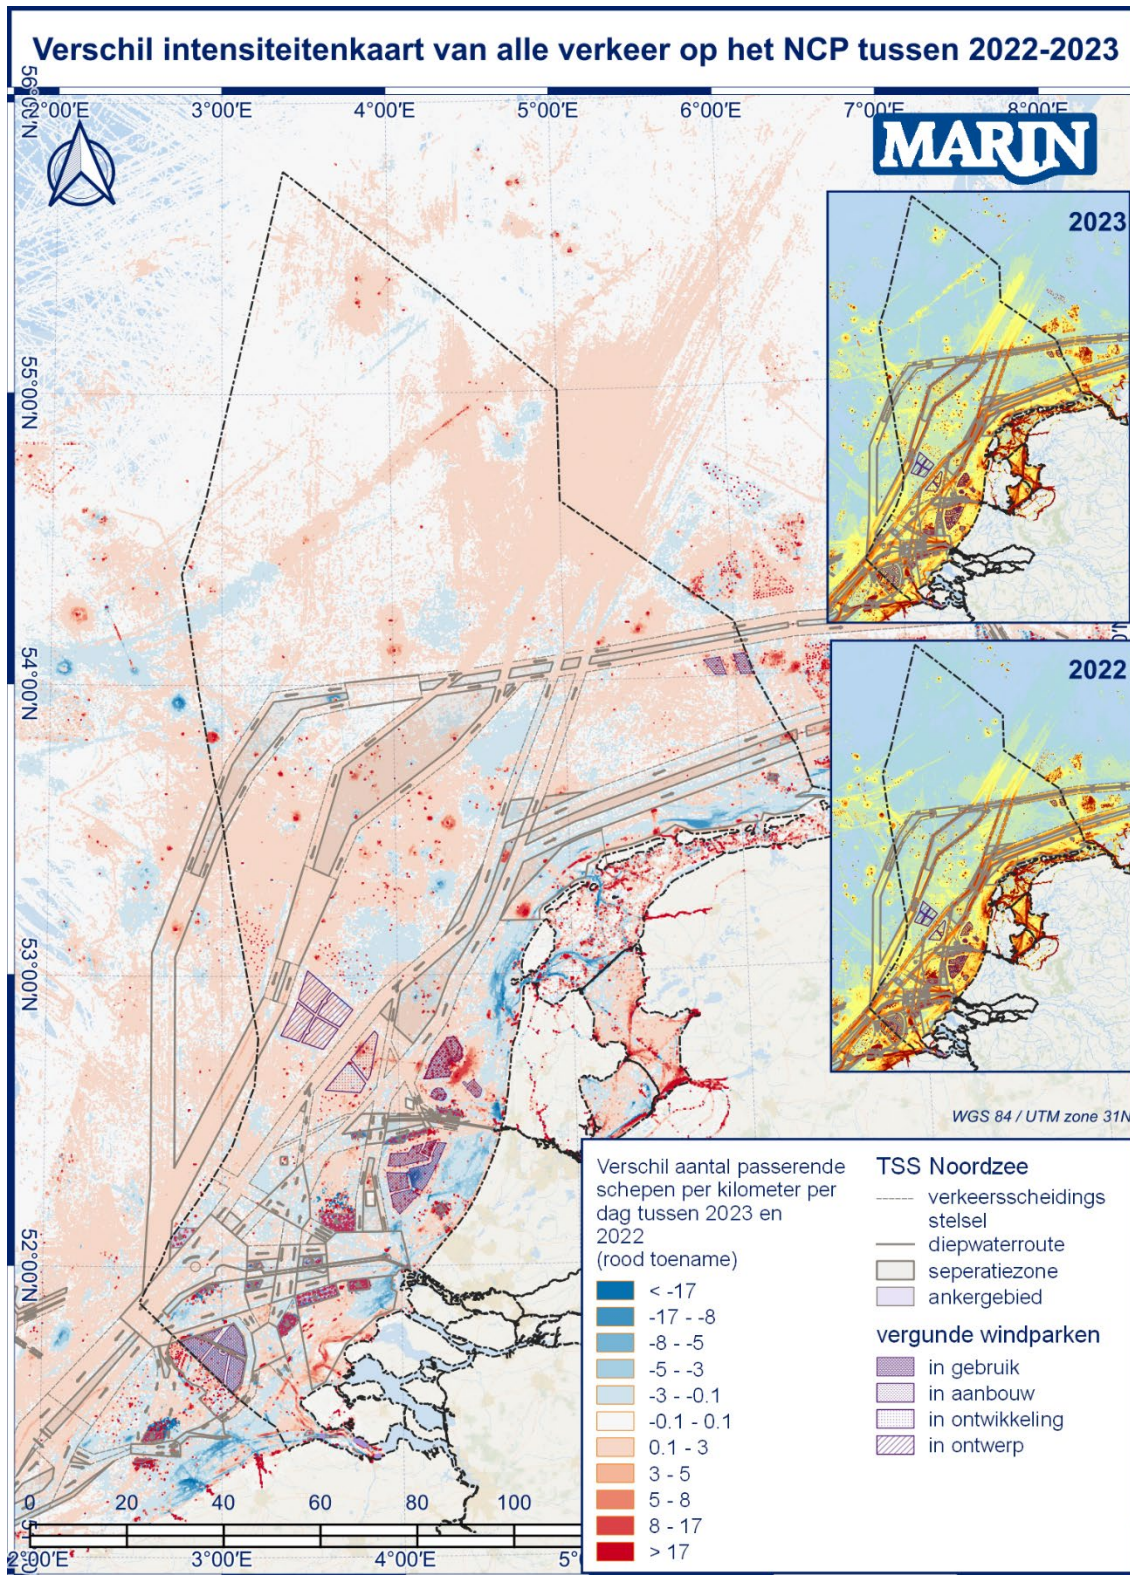 Verschil intensiteitenkaart van alle verkeer op het NCP tussen 2022-2023
56°00'N
2°00'E
3°00'E
4°00'E
5°00'E
6°00'E
7°00'E
8°00'E
MARIN
2023
55°00'N
54°00'N
2022
53°00'N
WGS 84 / UTM zone 31N
52°00'N
Verschil aantal passerende
schepen per kilometer per
dag tussen 2023 en
2022
(rood toename)
< -17
-17 - -8
-8 - -5
-5 - -3
-3 - -0.1
-0.1 - 0.1
0.1 - 3
3 - 5
5 - 8
8 - 17
> 17
TSS Noordzee
verkeersscheidings
stelsel
diepwaterroute
seperatiezone
ankergebied
vergunde windparken
in gebruik
in aanbouw
in ontwikkeling
in ontwerp
0
20
40
60
80
100
2°00'E
3°00'E
4°00'E